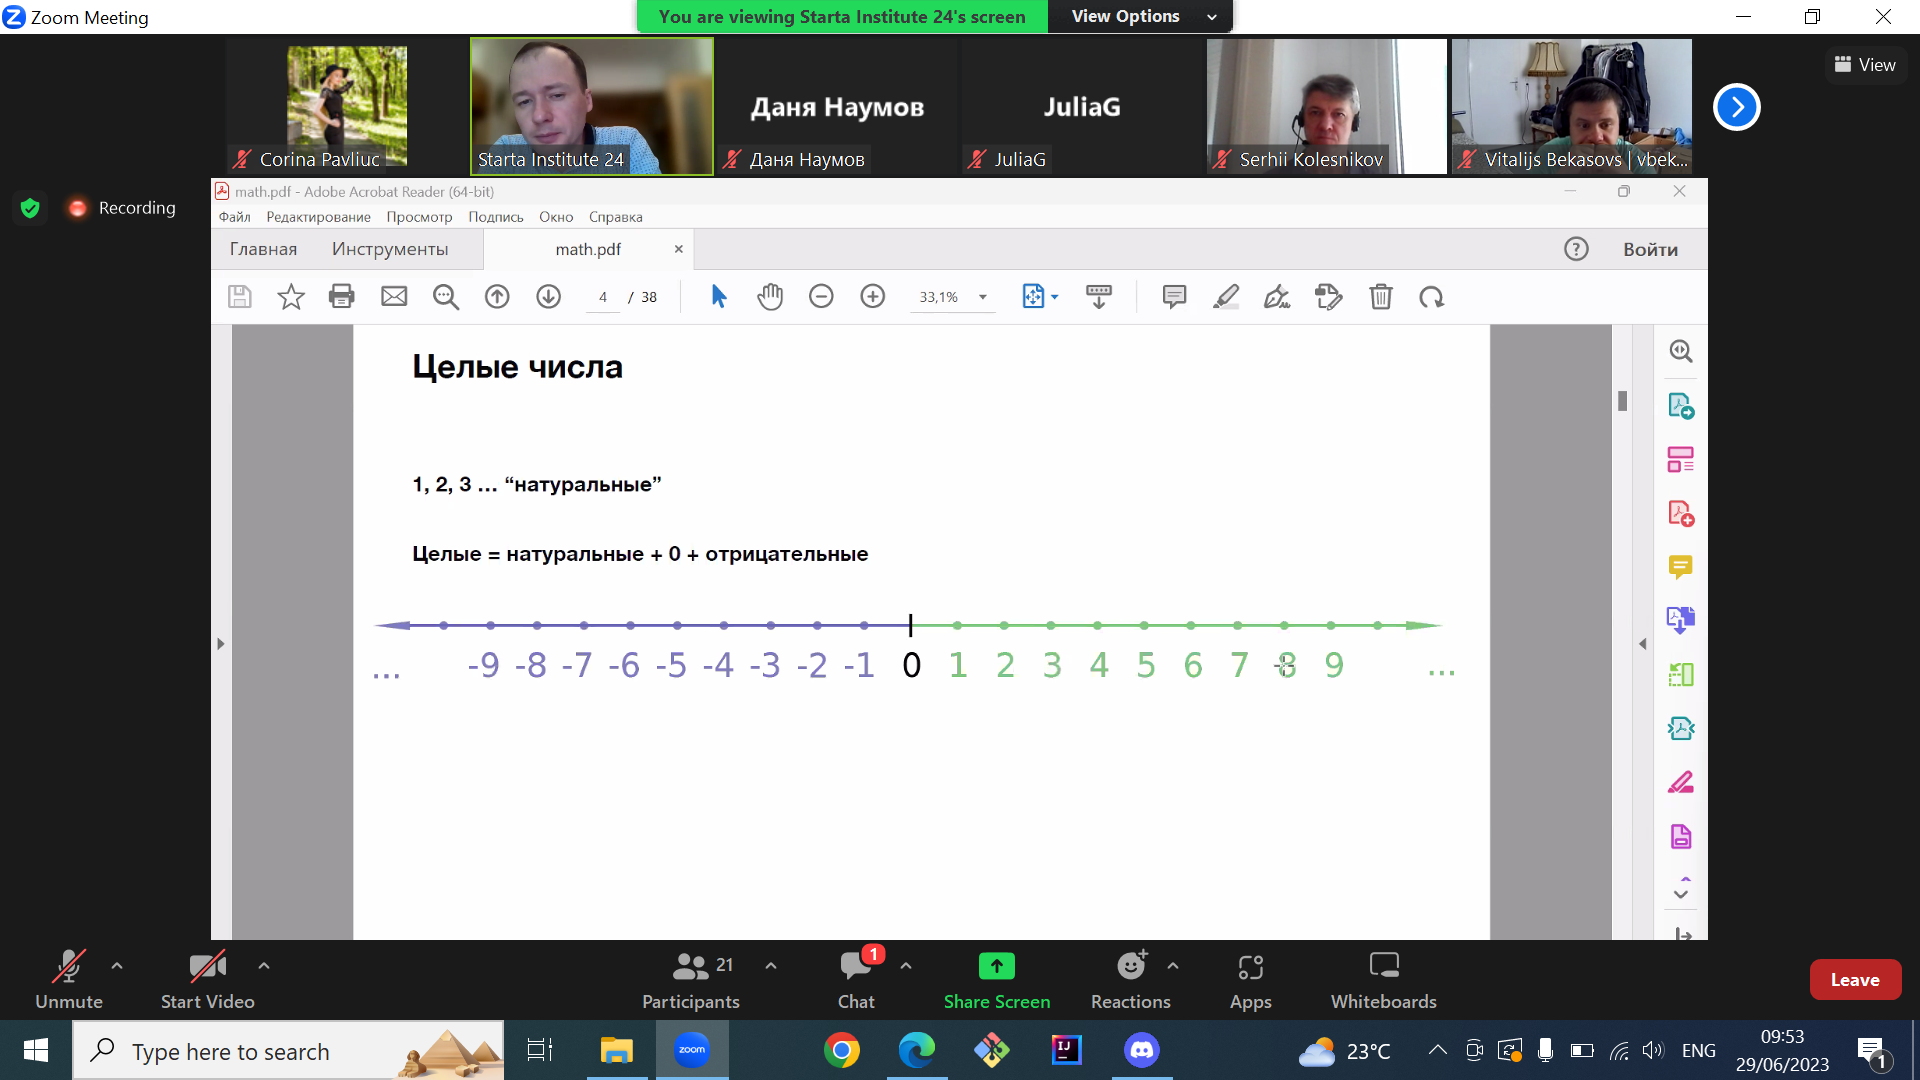 Zoom Meeting
You are viewing Starta Institute 24's screen
View Options
Даня Наумов
JuliaG
View
Corina Pavliuc
Starta Institute 24
Даня Наумов
JuliaG
Serhii Kolesnikov
Vitalijs Bekasovs | vbek...
Recording
math.pdf - Adobe Acrobat Reader (64-bit)
Файл Редактирование Просмотр Подпись Окно Справка
Главная Инструменты math.pdf Войти
4 / 38 33,1%
Целые числа
1, 2, 3 ... “натуральные”
Целые = натуральные + 0 + отрицательные
... -9 -8 -7 -6 -5 -4 -3 -2 -1 0 1 2 3 4 5 6 7 8 9 ...
21
1
Unmute
Start Video
Participants
Chat
Share Screen
Reactions
Apps
Whiteboards
Leave
Type here to search
zoom
IJ
23°C
ENG
09:53
29/06/2023
1